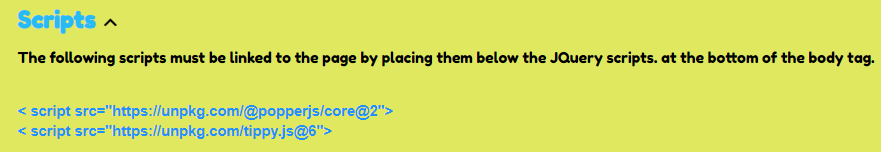 Scripts
The following scripts must be linked to the page by placing them below the JQuery scripts. at the bottom of the body tag.
< script src="https://unpkg.com/@popperjs/core@2">
< script src="https://unpkg.com/tippy.js@6">